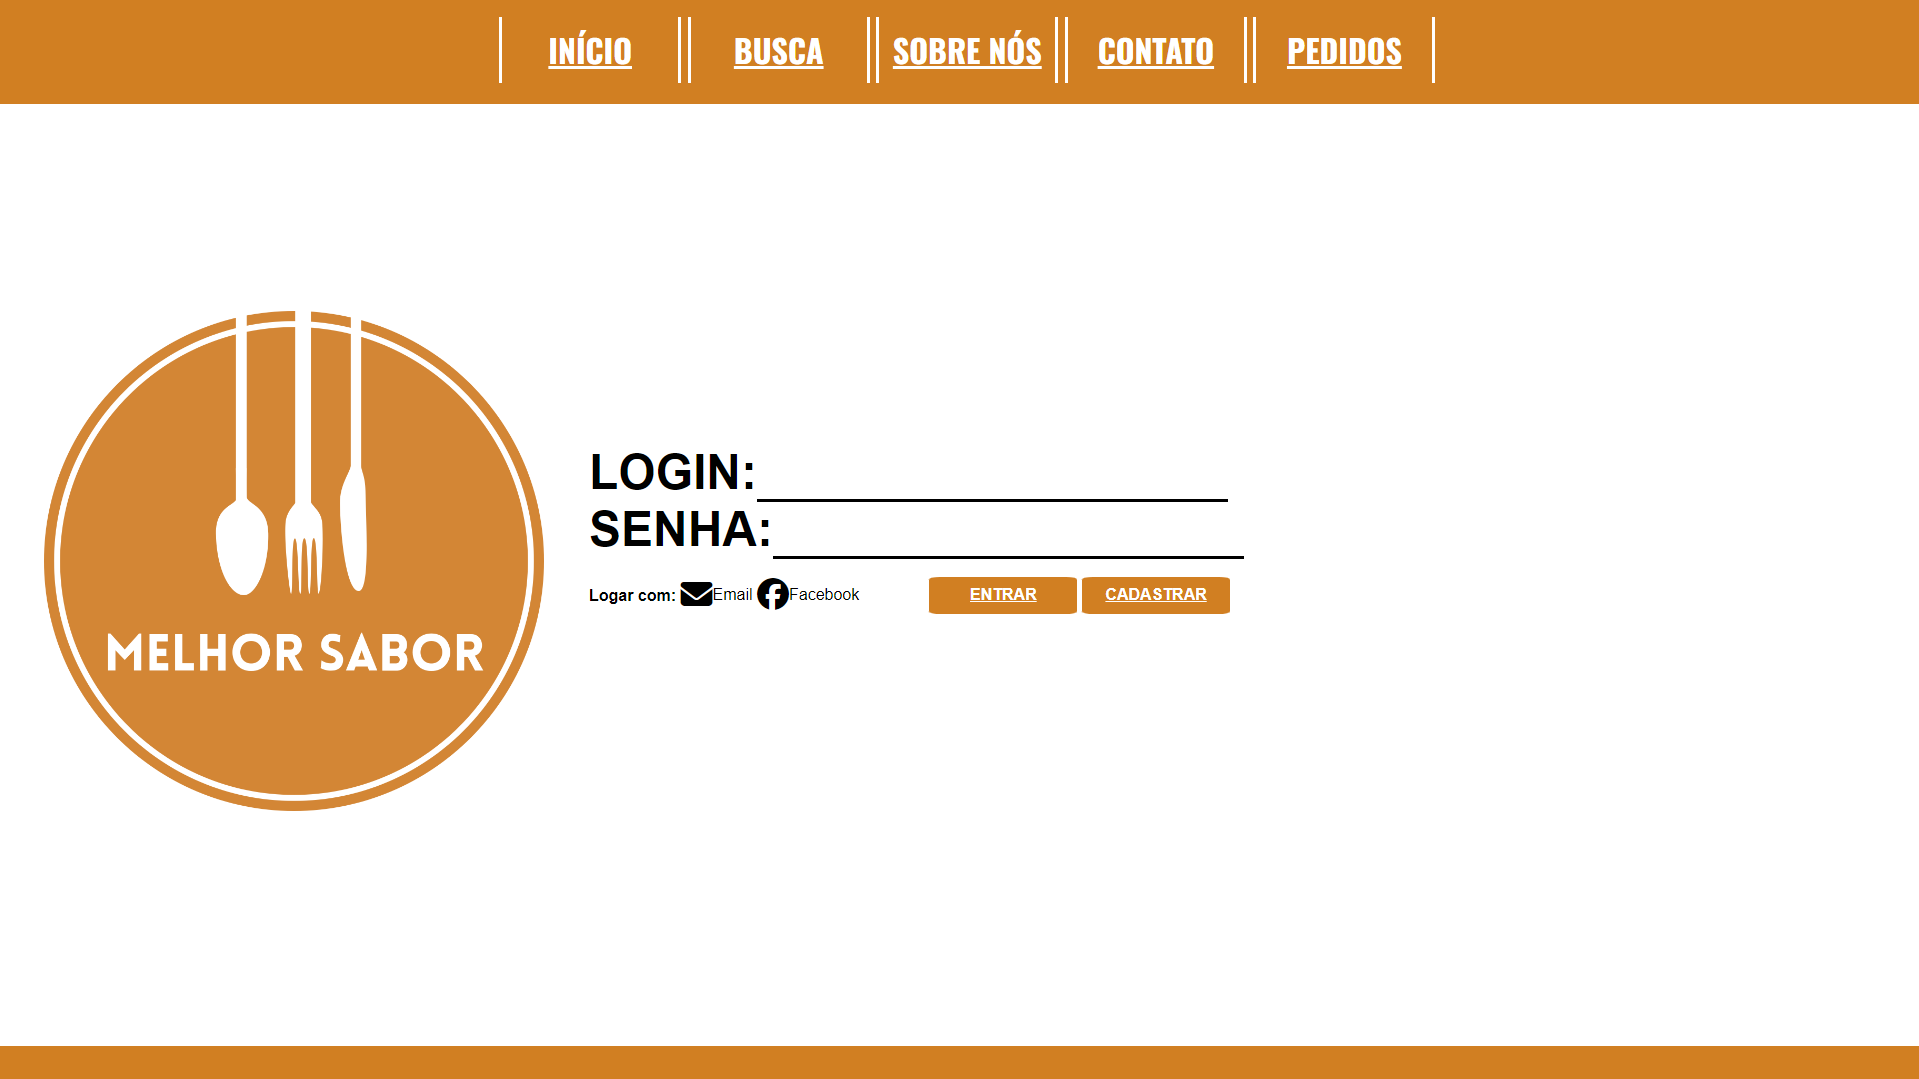 INÍCIO BUSCA SOBRE NÓS CONTATO PEDIDOS
LOGIN:
SENHA:
Logar com: Email Facebook ENTRAR CADASTRAR
MELHOR SABOR